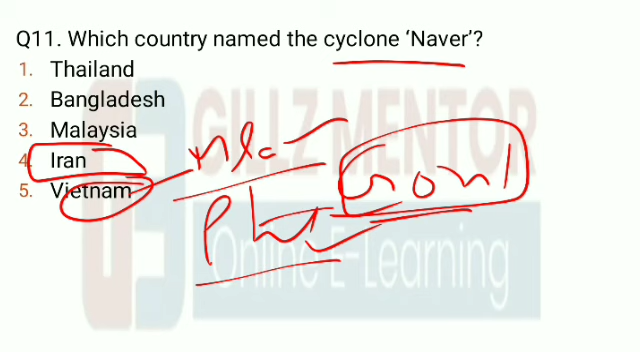 Q11. Which country named the cyclone ‘Naver’?
1. Thailand
2. Bangladesh
3. Malaysia
4. Iran
5. Vietnam
GILLZ MENTOR
Online E-Learning